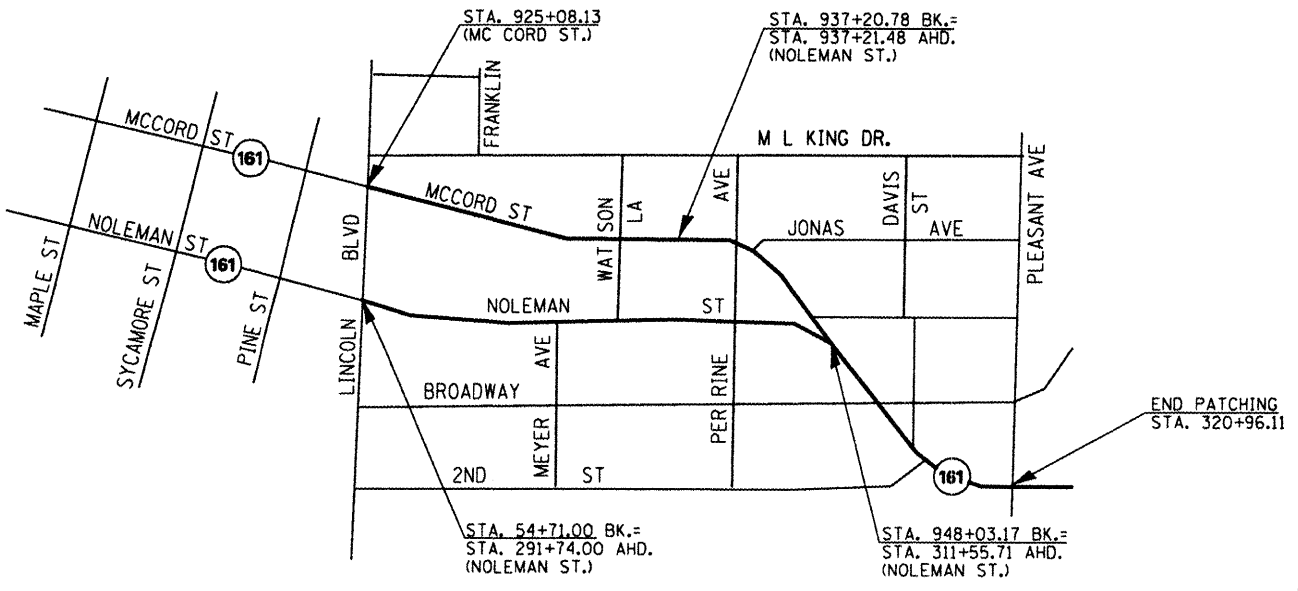 STA. 925+08.13
(MC CORD ST.)
STA. 937+20.78 BK.=
STA. 937+21.48 AHD.
(NOLEMAN ST.)
FRANKLIN
MCCORD ST
161
M L KING DR.
PLEASANT AVE
MCCORD ST
WAT SON
LA
AVE
DAVIS
ST
JONAS AVE
NOLEMAN ST
161
BLVD
LINCOLN
MAPLE ST
SYCAMORE ST
PINE ST
NOLEMAN ST
MEYER AVE
PER RINE
BROADWAY
END PATCHING
STA. 320+96.11
2ND ST
161
STA. 54+71.00 BK.=
STA. 291+74.00 AHD.
(NOLEMAN ST.)
STA. 948+03.17 BK.=
STA. 311+55.71 AHD.
(NOLEMAN ST.)